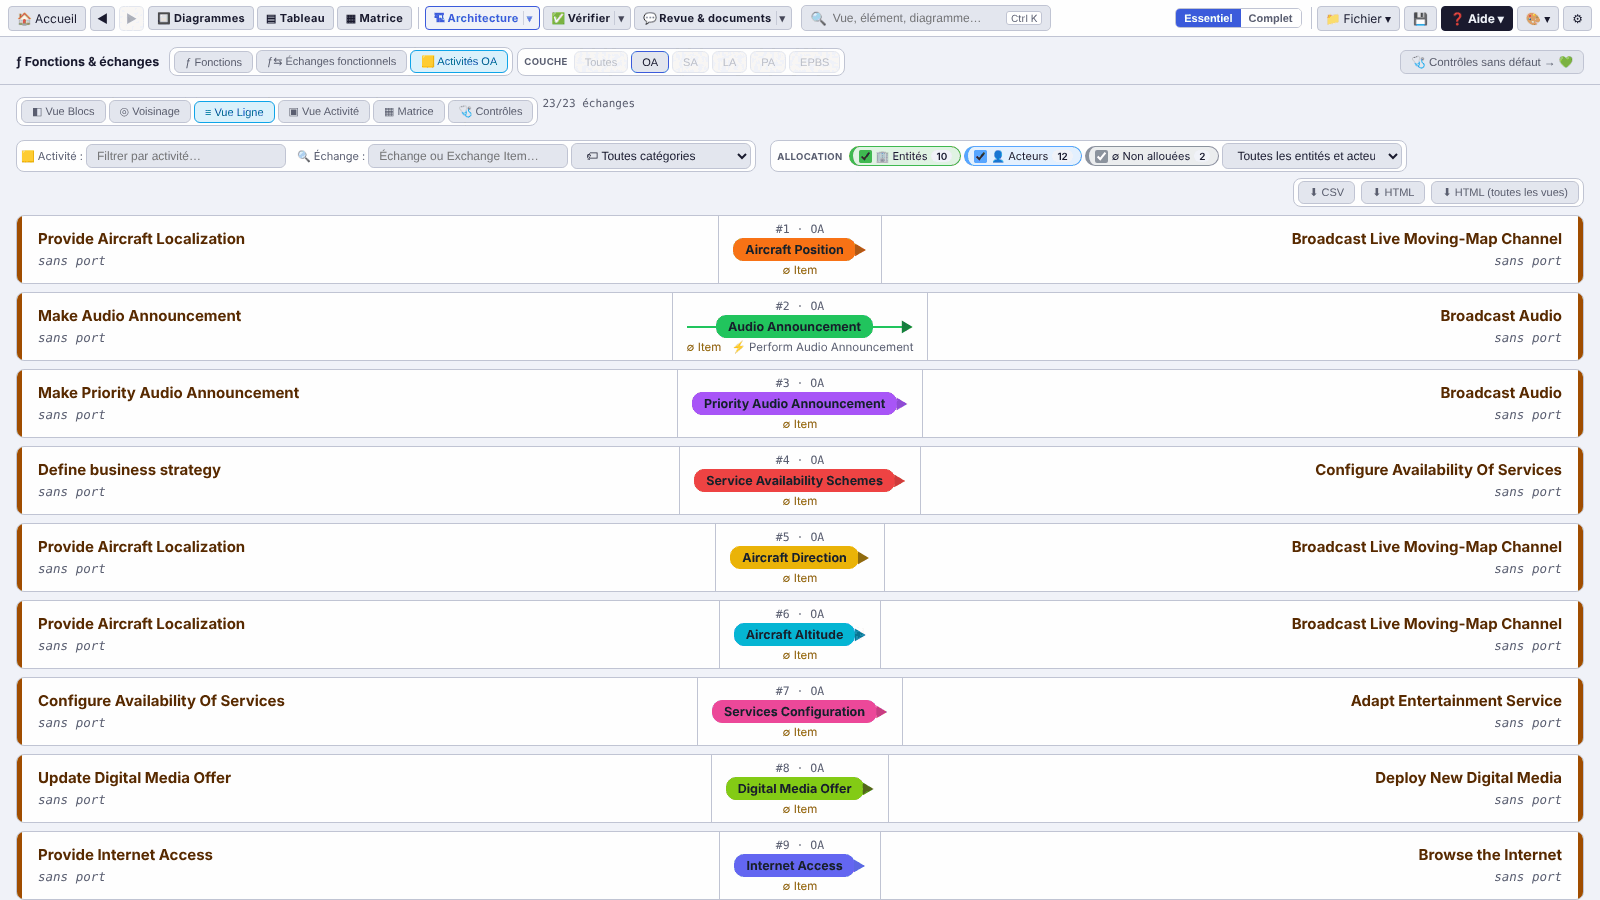 🏠 Accueil ◀ ▶ 🔲 Diagrammes ▤ Tableau ▦ Matrice 🏗 Architecture ▾ ✅ Vérifier ▾ 💬 Revue & documents ▾ 🔍 Vue, élément, diagramme… Ctrl K Essentiel Complet 📁 Fichier ▾ 💾 ❓ Aide ▾ 🎨 ▾ ⚙
ƒ Fonctions & échanges ƒ Fonctions ƒ⇆ Échanges fonctionnels 🟨 Activités OA COUCHE Toutes OA SA LA PA EPBS 🩺 Contrôles sans défaut → 💚
◧ Vue Blocs ◎ Voisinage ≡ Vue Ligne ▣ Vue Activité ▦ Matrice 🩺 Contrôles 23/23 échanges
🟨 Activité : Filtrer par activité… 🔍 Échange : Échange ou Exchange Item… 🏷 Toutes catégories ALLOCATION 🏢 Entités 10 👤 Acteurs 12 ⌀ Non allouées 2 Toutes les entités et acteu
⬇ CSV ⬇ HTML ⬇ HTML (toutes les vues)
#1 · OA
Provide Aircraft Localization Aircraft Position Broadcast Live Moving-Map Channel
sans port ⌀ Item sans port
#2 · OA
Make Audio Announcement Audio Announcement Broadcast Audio
sans port ⌀ Item ⚡ Perform Audio Announcement sans port
#3 · OA
Make Priority Audio Announcement Priority Audio Announcement Broadcast Audio
sans port ⌀ Item sans port
#4 · OA
Define business strategy Service Availability Schemes Configure Availability Of Services
sans port ⌀ Item sans port
#5 · OA
Provide Aircraft Localization Aircraft Direction Broadcast Live Moving-Map Channel
sans port ⌀ Item sans port
#6 · OA
Provide Aircraft Localization Aircraft Altitude Broadcast Live Moving-Map Channel
sans port ⌀ Item sans port
#7 · OA
Configure Availability Of Services Services Configuration Adapt Entertainment Service
sans port ⌀ Item sans port
#8 · OA
Update Digital Media Offer Digital Media Offer Deploy New Digital Media
sans port ⌀ Item sans port
#9 · OA
Provide Internet Access Internet Access Browse the Internet
sans port ⌀ Item sans port